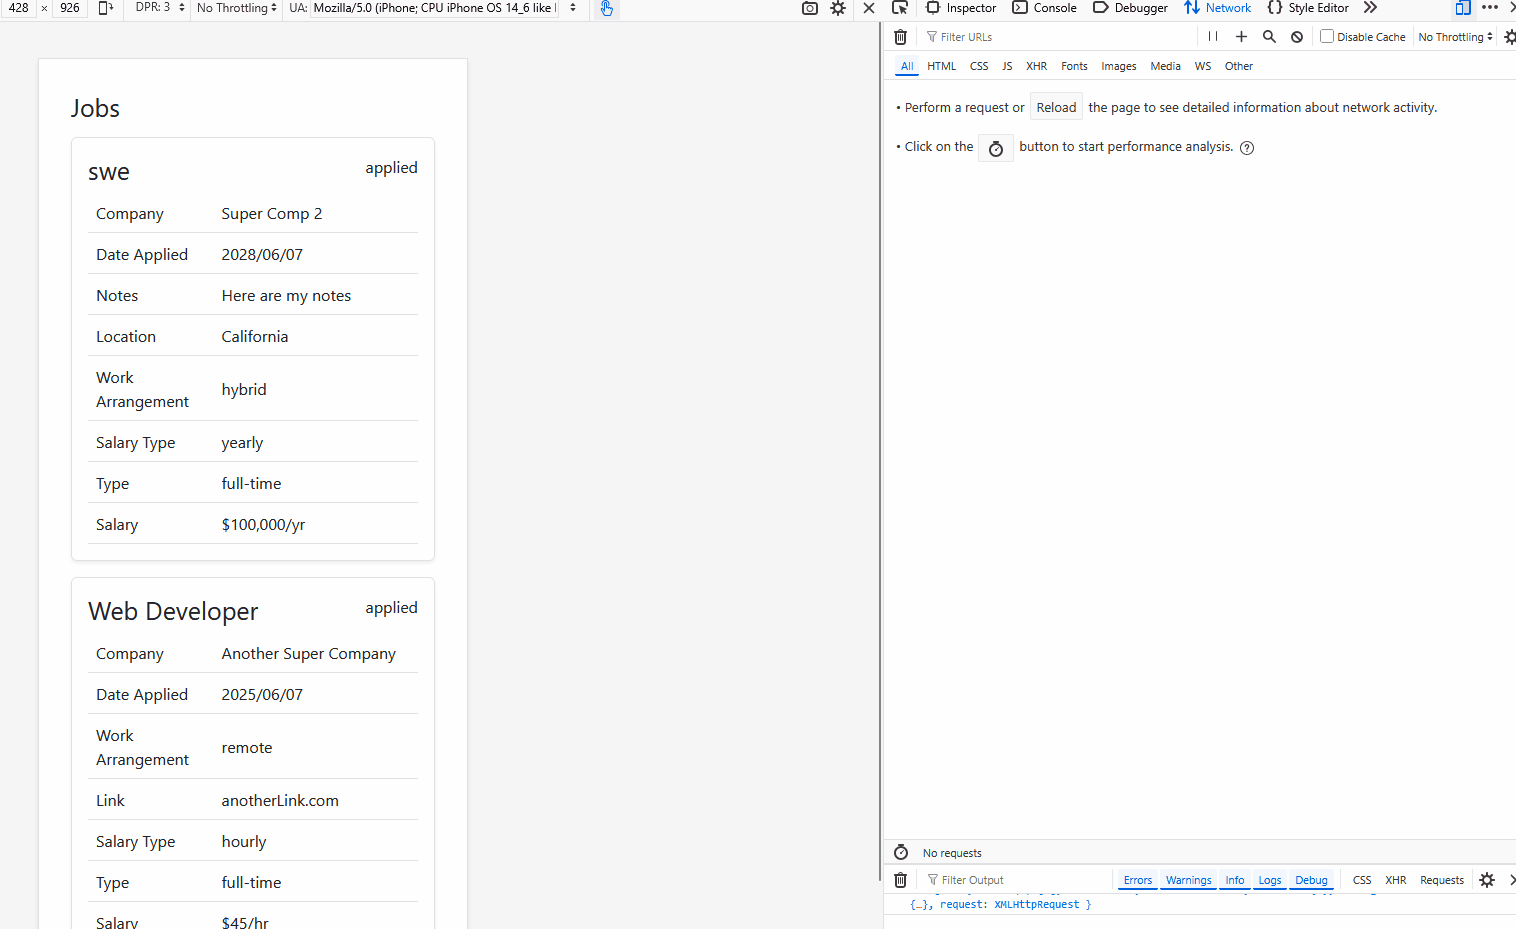 428 × 926 DPR: 3 No Throttling UA: Mozilla/5.0 (iPhone; CPU iPhone OS 14_6 like
Jobs
swe applied
Company Super Comp 2
Date Applied 2028/06/07
Notes Here are my notes
Location California
Work Arrangement hybrid
Salary Type yearly
Type full-time
Salary $100,000/yr
Web Developer applied
Company Another Super Company
Date Applied 2025/06/07
Work Arrangement remote
Link anotherLink.com
Salary Type hourly
Type full-time
Salary $45/hr
Inspector Console Debugger Network {} Style Editor
Filter URLs Disable Cache No Throttling
All HTML CSS JS XHR Fonts Images Media WS Other
• Perform a request or Reload the page to see detailed information about network activity.
• Click on the button to start performance analysis. ?
No requests
Filter Output Errors Warnings Info Logs Debug CSS XHR Requests
{…}, request: XMLHttpRequest }